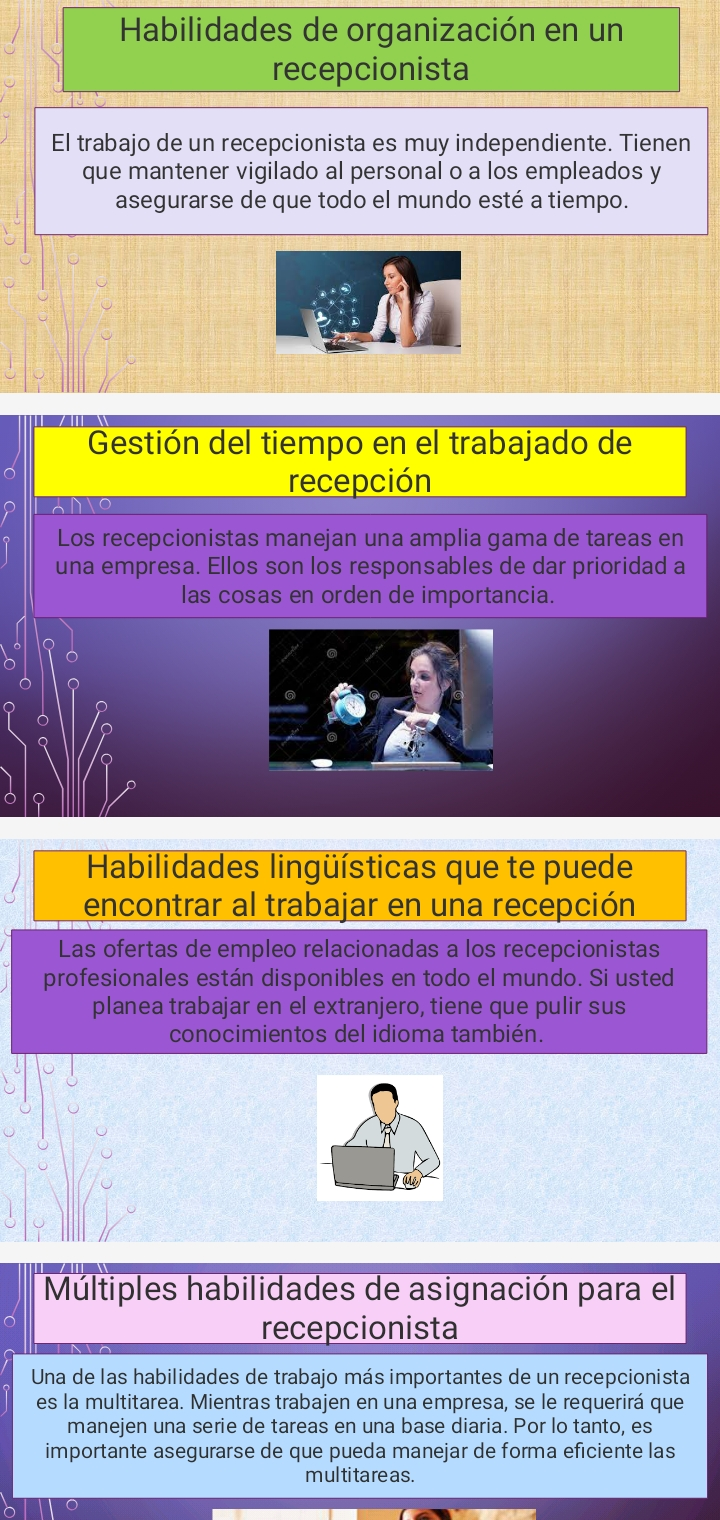 Habilidades de organización en un
recepcionista
El trabajo de un recepcionista es muy independiente. Tienen
que mantener vigilado al personal o a los empleados y
asegurarse de que todo el mundo esté a tiempo.
Gestión del tiempo en el trabajado de
recepción
Los recepcionistas manejan una amplia gama de tareas en
una empresa. Ellos son los responsables de dar prioridad a
las cosas en orden de importancia.
Habilidades lingüísticas que te puede
encontrar al trabajar en una recepción
Las ofertas de empleo relacionadas a los recepcionistas
profesionales están disponibles en todo el mundo. Si usted
planea trabajar en el extranjero, tiene que pulir sus
conocimientos del idioma también.
Múltiples habilidades de asignación para el
recepcionista
Una de las habilidades de trabajo más importantes de un recepcionista
es la multitarea. Mientras trabajen en una empresa, se le requerirá que
manejen una serie de tareas en una base diaria. Por lo tanto, es
importante asegurarse de que pueda manejar de forma eficiente las
multitareas.